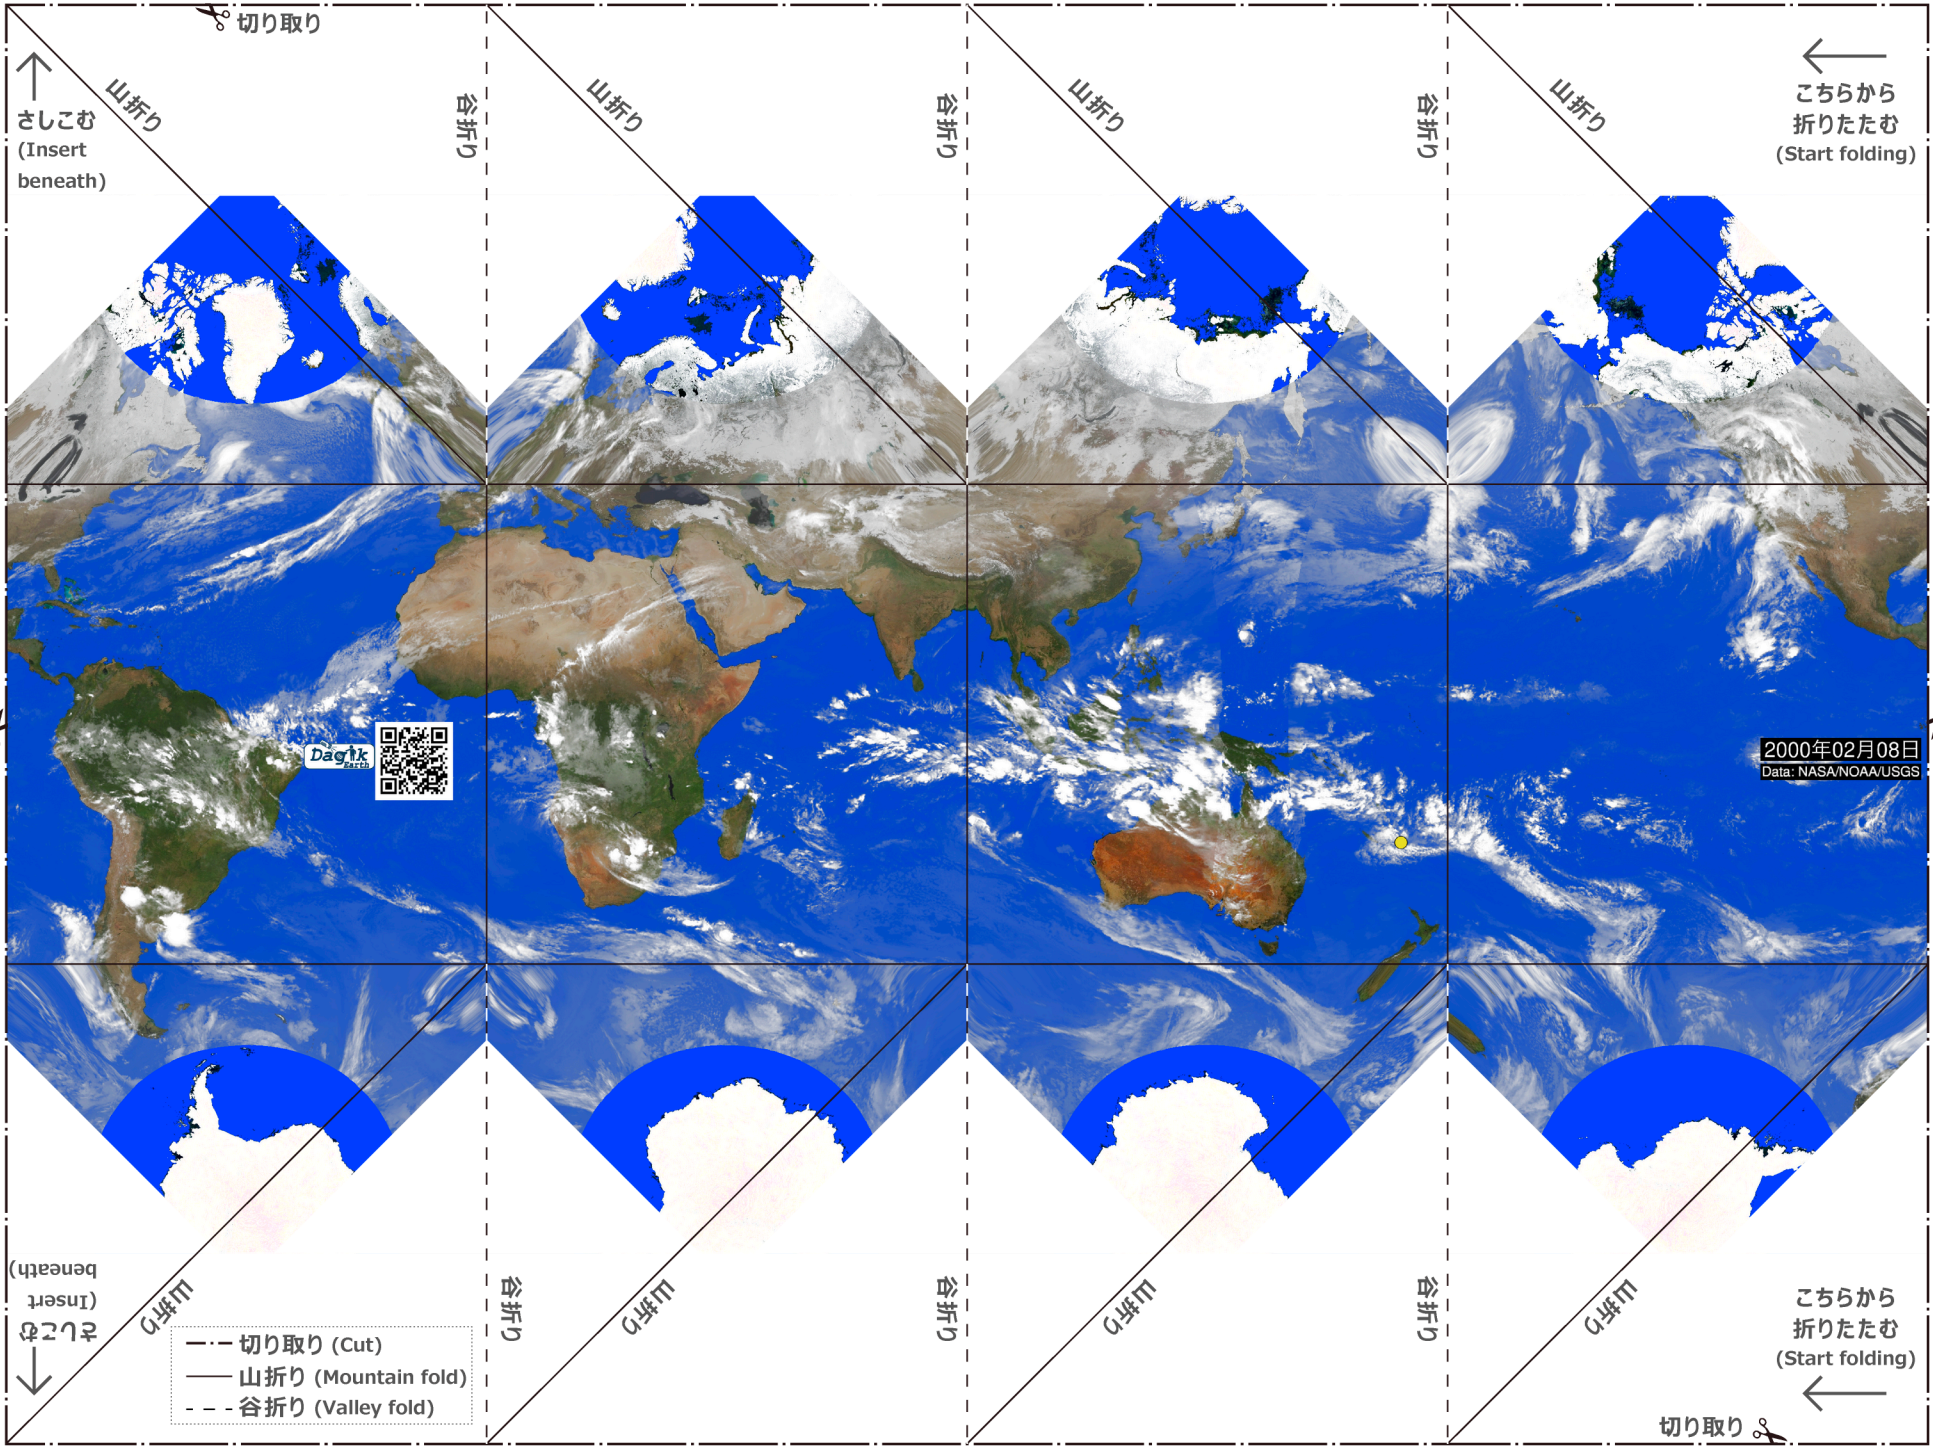 切り取り
山折り
谷折り
山折り
谷折り
山折り
谷折り
山折り
さしこむ
(Insert
beneath)
こちらから
折りたたむ
(Start folding)
Dagik
Earth
2000年02月08日
Data: NASA/NOAA/USGS
さしこむ
(Insert
beneath)
山折り
谷折り
山折り
谷折り
山折り
谷折り
山折り
こちらから
折りたたむ
(Start folding)
切り取り (Cut)
山折り (Mountain fold)
谷折り (Valley fold)
切り取り